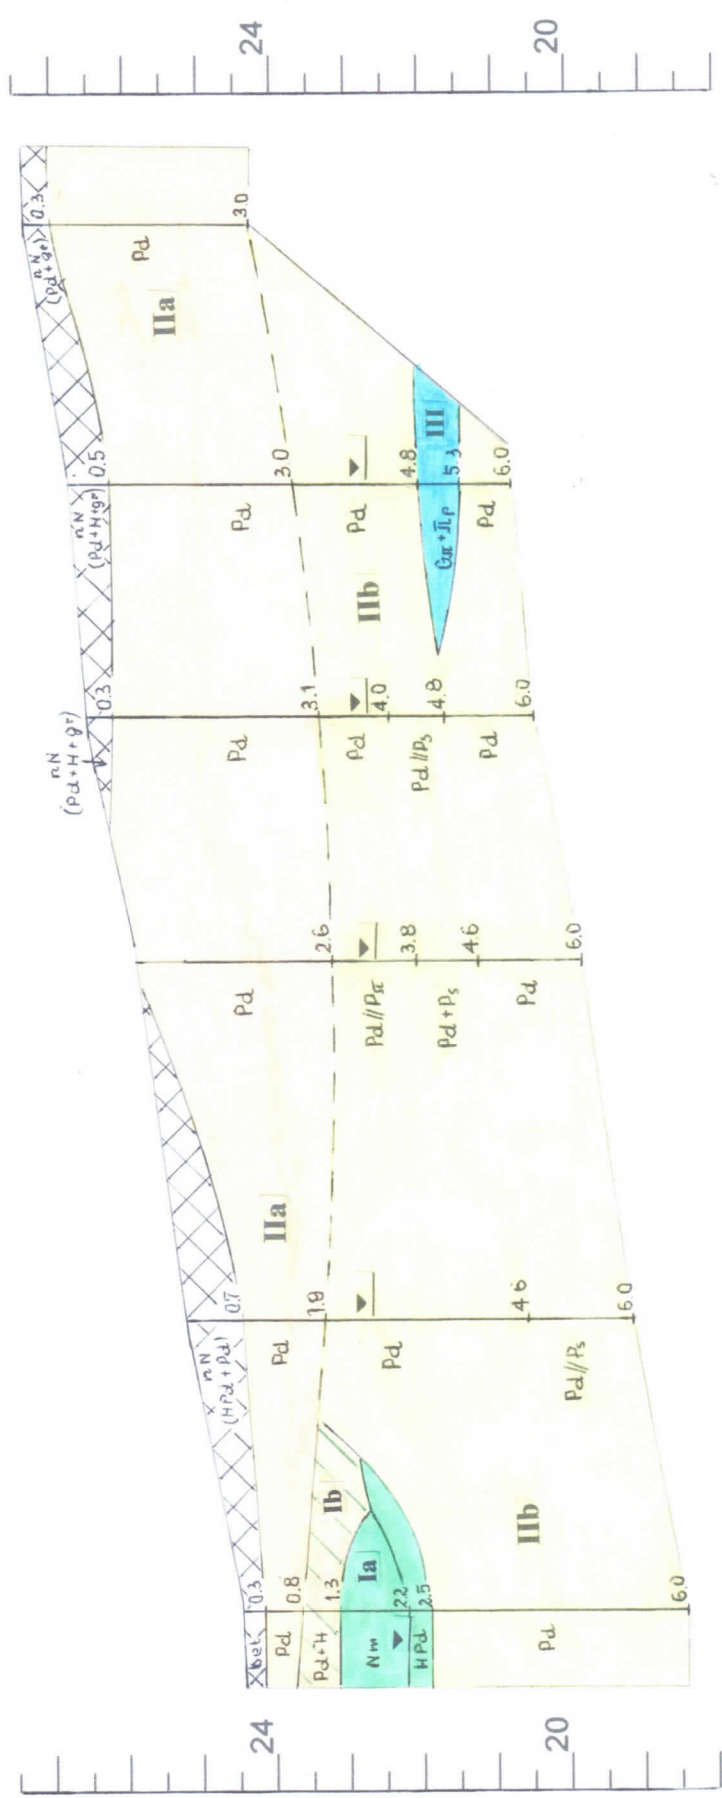 24
20
bet
0.3
Pd
0.8
Pd+H
1.3
Nm
2.2
HPd
2.5
Pd
6.0
Ia
Ib
IIb
nN
(HPd+Pd)
0.7
Pd
1.9
Pd
4.6
Pd//Ps
6.0
IIa
Pd
2.6
Pd//Pπ
3.8
Pd+Ps
4.6
Pd
6.0
nN
(Pd+H+gr)
0.3
Pd
3.1
Pd
4.0
Pd//Ps
4.8
Pd
6.0
IIb
nN
(Pd+H+gr)
0.5
Pd
3.0
Pd
4.8
Gπ+πp
5.3
Pd
6.0
III
IIa
nN
(Pd+gr)
0.3
Pd
3.0
24
20